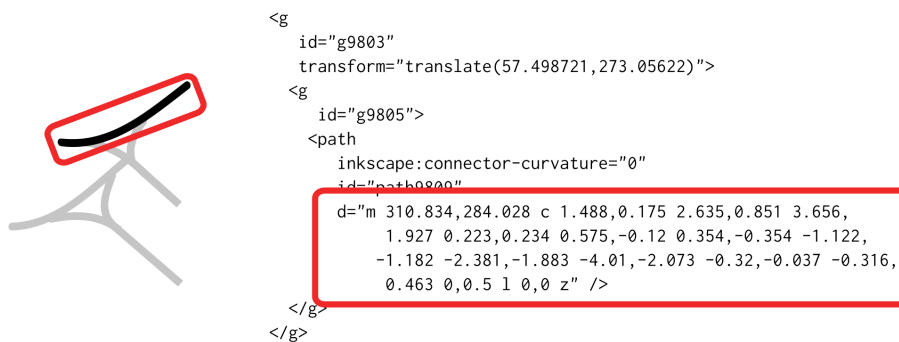 <g
id="g9803"
transform="translate(57.498721,273.05622)">
<g
id="g9805">
<path
inkscape:connector-curvature="0"
id="path9809"
d="m 310.834,284.028 c 1.488,0.175 2.635,0.851 3.656,
1.927 0.223,0.234 0.575,-0.12 0.354,-0.354 -1.122,
-1.182 -2.381,-1.883 -4.01,-2.073 -0.32,-0.037 -0.316,
0.463 0,0.5 l 0,0 z" />
</g>
</g>